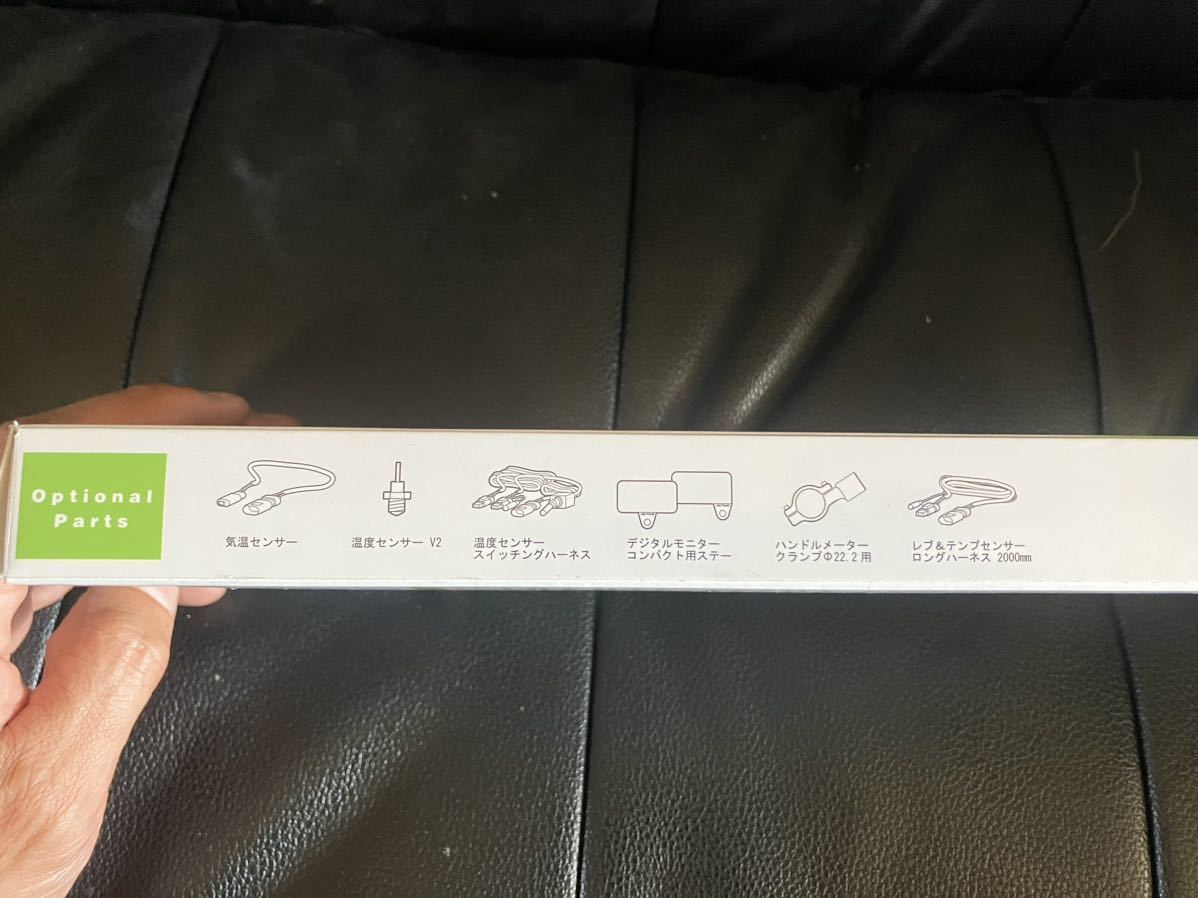 Optional
Parts
気温センサー
温度センサー V2
温度センサー
スイッチングハーネス
デジタルモニター
コンパクト用ステー
ハンドルメーター
クランプΦ22.2用
レブ＆テンプセンサー
ロングハーネス 2000mm